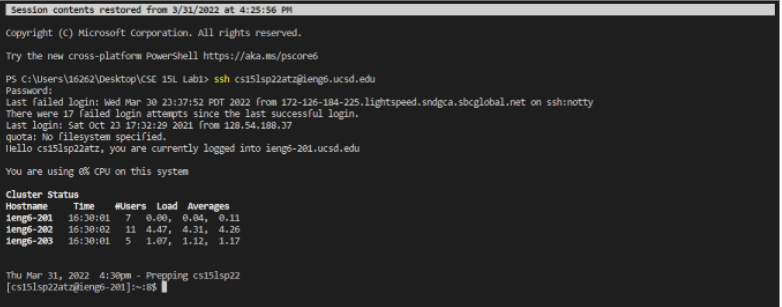 Session contents restored from 3/31/2022 at 4:25:56 PM
Copyright (C) Microsoft Corporation. All rights reserved.
Try the new cross-platform PowerShell https://aka.ms/pscore6
PS C:\Users\16262\Desktop\CSE 15L Lab1> ssh cs15lsp22atz@ieng6.ucsd.edu
Password:
Last failed login: Wed Mar 30 23:37:52 PDT 2022 from 172-126-184-225.lightspeed.sndgca.sbcglobal.net on ssh:notty
There were 17 failed login attempts since the last successful login.
Last login: Sat Oct 23 17:32:29 2021 from 128.54.188.37
quota: No filesystem specified.
Hello cs15lsp22atz, you are currently logged into ieng6-201.ucsd.edu
You are using 0% CPU on this system
Cluster Status
Hostname Time #Users Load Averages
ieng6-201 16:30:01 7 0.00, 0.04, 0.11
ieng6-202 16:30:02 11 4.47, 4.31, 4.26
ieng6-203 16:30:01 5 1.07, 1.12, 1.17
Thu Mar 31, 2022 4:30pm - Prepping cs15lsp22
[cs15lsp22atz@ieng6-201]:~:8$